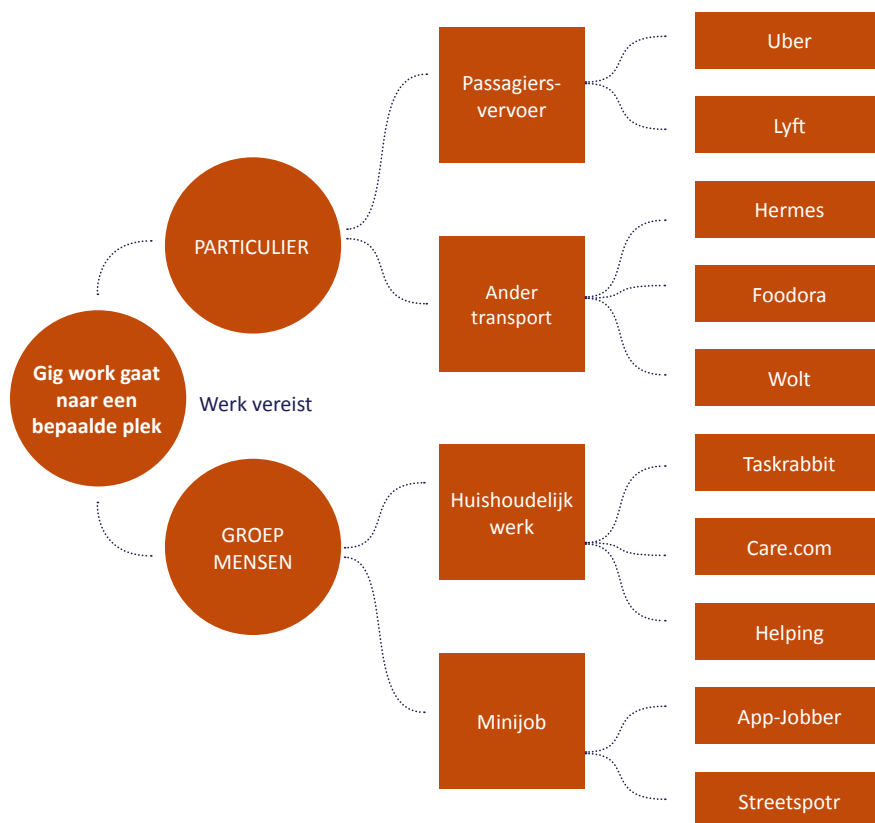 Gig work gaat
naar een
bepaalde plek
Werk vereist
PARTICULIER
Passagiers-
vervoer
Uber
Lyft
Ander
transport
Hermes
Foodora
Wolt
GROEP
MENSEN
Huishoudelijk
werk
Taskrabbit
Care.com
Helping
Minijob
App-Jobber
Streetspotr